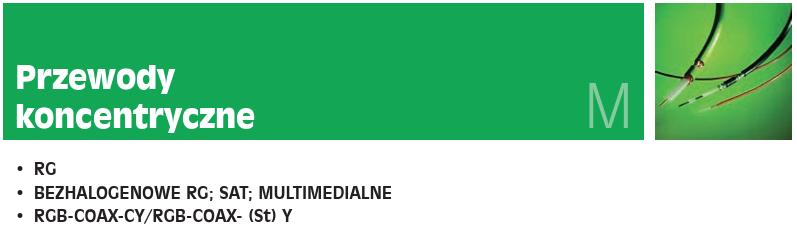 Przewody
koncentryczne
M
• RG
• BEZHALOGENOWE RG; SAT; MULTIMEDIALNE
• RGB-COAX-CY/RGB-COAX- (St) Y